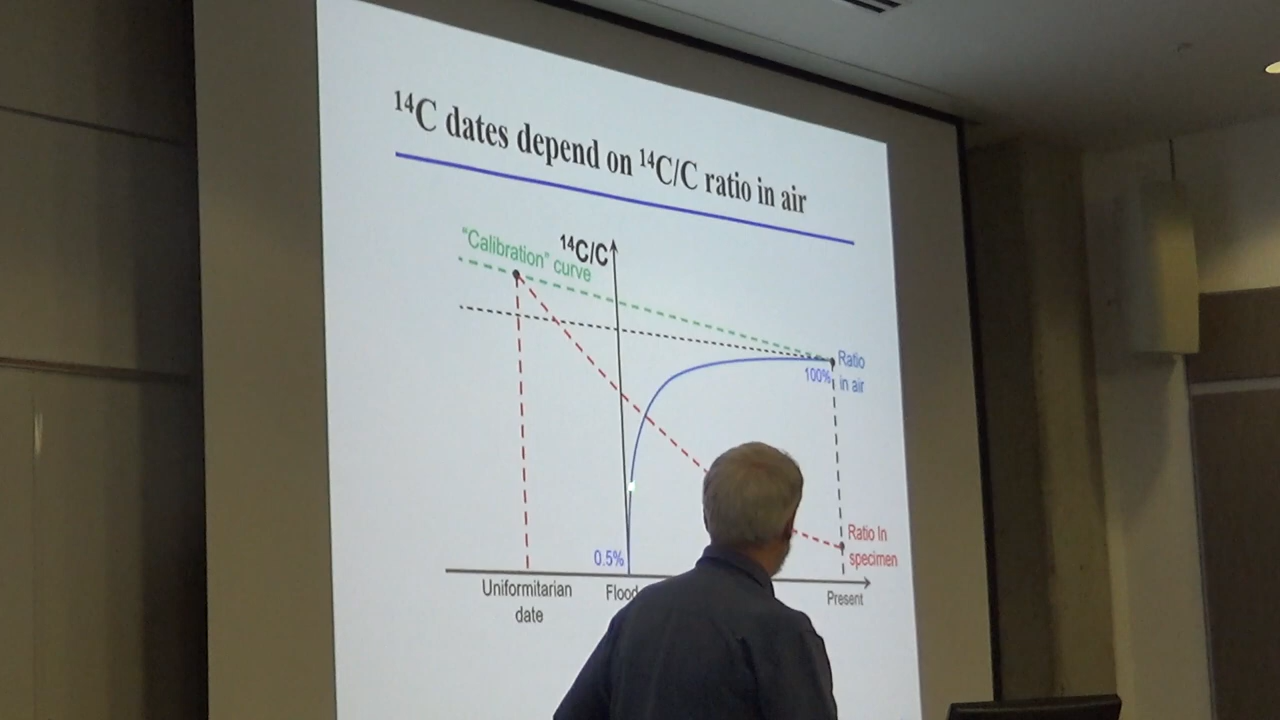 ¹⁴C dates depend on ¹⁴C/C ratio in air
"Calibration" curve
¹⁴C/C
Ratio
in air
100%
Ratio In
specimen
0.5%
Uniformitarian
date
Flood
Present